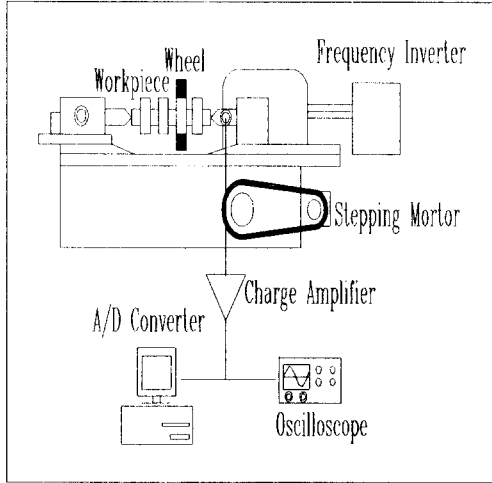 Wheel
Frequency Inverter
Workpiece
Stepping Mortor
Charge Amplifier
A/D Converter
Oscilloscope